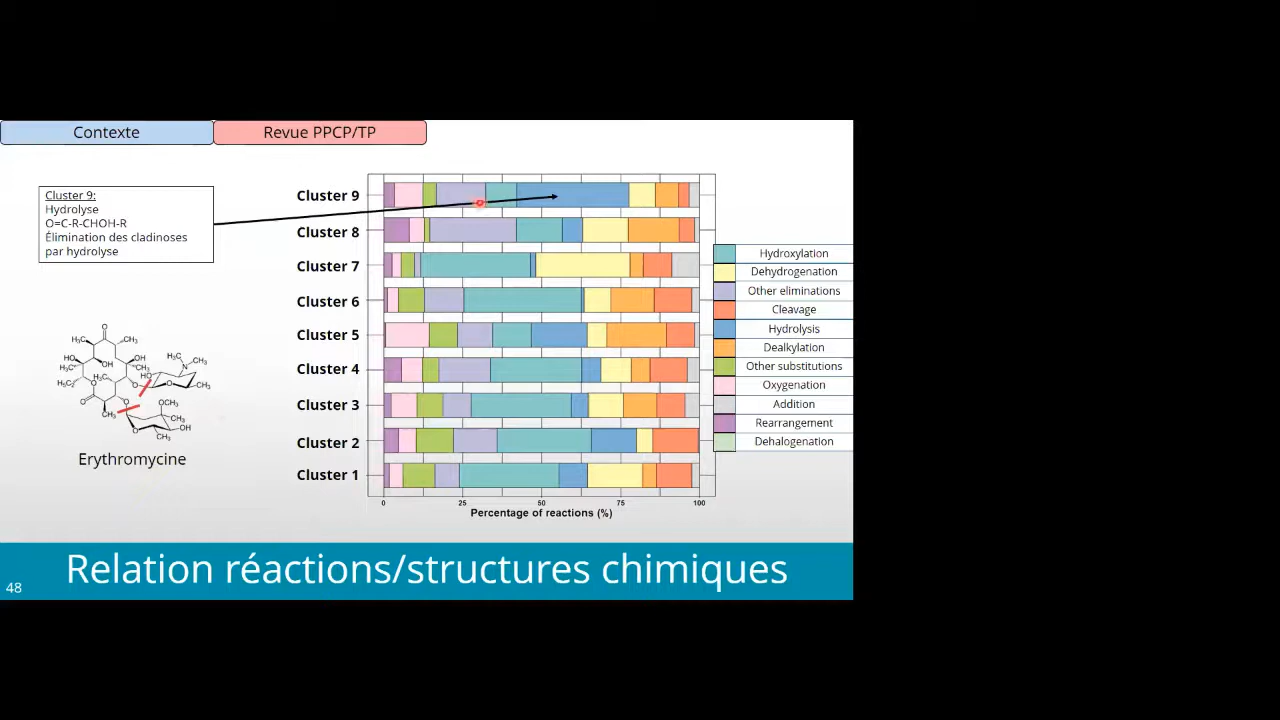 Contexte
Revue PPCP/TP
Cluster 9:
Hydrolyse
O=C-R-CHOH-R
Élimination des cladinoses
par hydrolyse
Erythromycine
Cluster 9
Cluster 8
Cluster 7
Cluster 6
Cluster 5
Cluster 4
Cluster 3
Cluster 2
Cluster 1
0 25 50 75 100
Percentage of reactions (%)
Hydroxylation
Dehydrogenation
Other eliminations
Cleavage
Hydrolysis
Dealkylation
Other substitutions
Oxygenation
Addition
Rearrangement
Dehalogenation
48
Relation réactions/structures chimiques